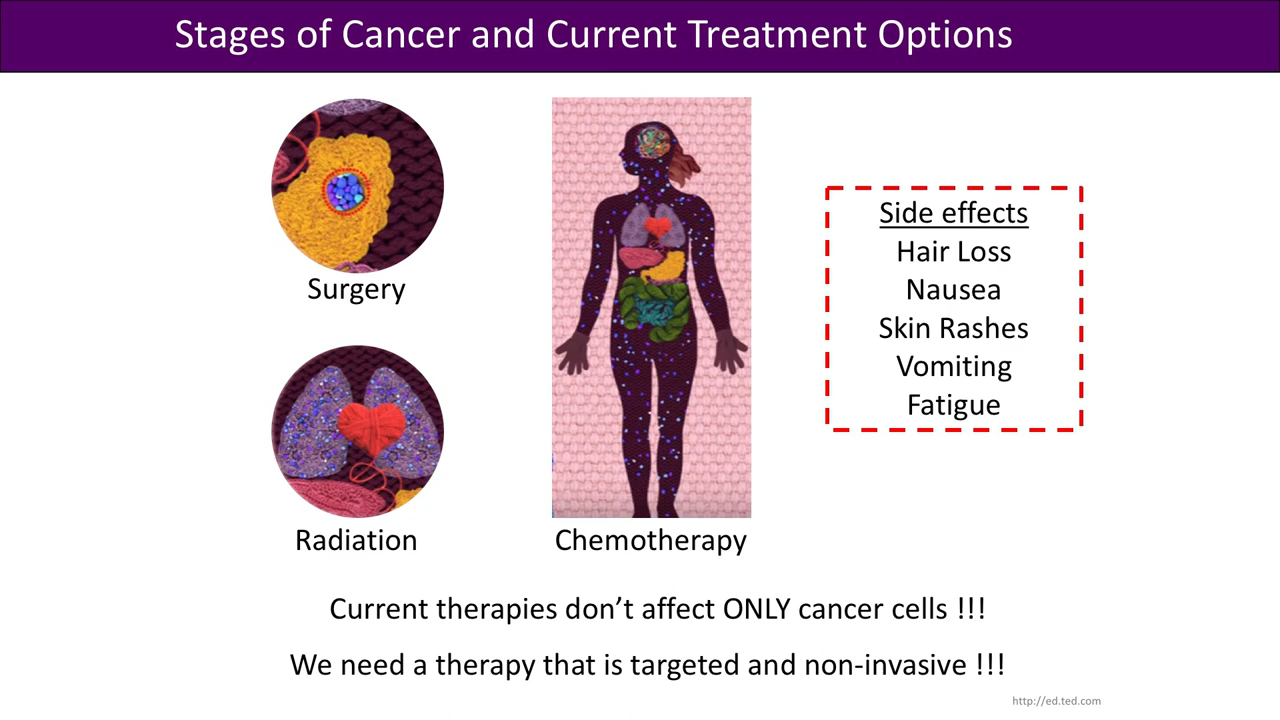 Stages of Cancer and Current Treatment Options
Surgery
Radiation
Chemotherapy
Side effects
Hair Loss
Nausea
Skin Rashes
Vomiting
Fatigue
Current therapies don’t affect ONLY cancer cells !!!
We need a therapy that is targeted and non-invasive !!!
http://ed.ted.com